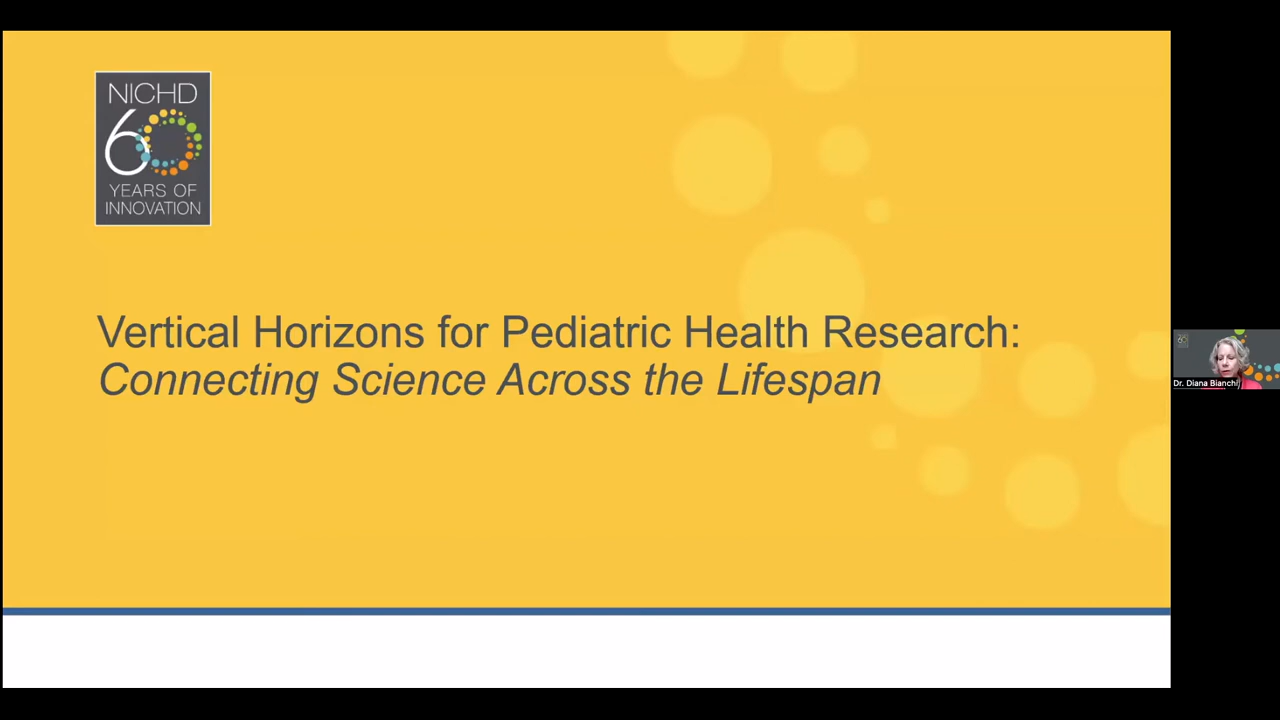 NICHD
60
YEARS OF
INNOVATION
Vertical Horizons for Pediatric Health Research:
Connecting Science Across the Lifespan
60
Dr. Diana Bianchi